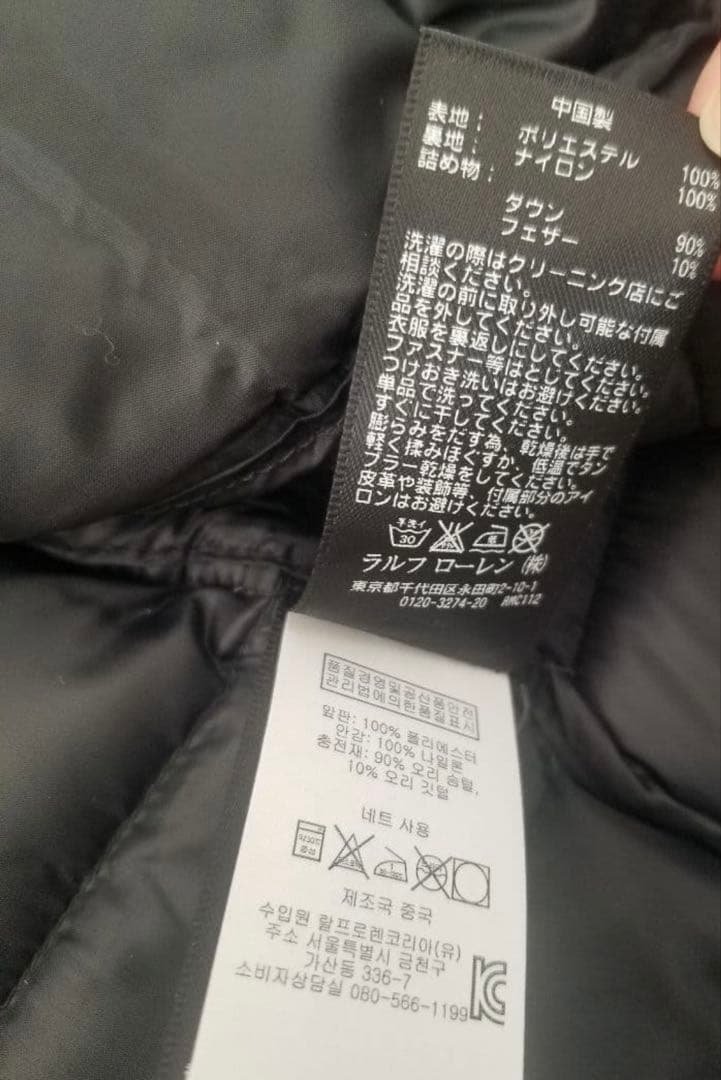 中国製
表地： ポリエステル 100%
裏地： ナイロン 100%
詰め物：
ダウン 90%
フェザー 10%
洗濯の際はクリーニング店にご
相談ください。
洗濯の前に取り外し可能な付属
品を外してください。
衣服を裏返しにしてください。
ファスナー等はとしてください。
つけおき洗いはお避けください。
単品で洗ってください。
すぐに干してください。
膨らみをだす為、乾燥後は手で
軽く揉みほぐすか、低温でタン
ブラー乾燥をしてください。
皮革や装飾等、付属部分のアイ
ロンはお避けください。
手洗イ
30 低
ラルフ ローレン (株)
東京都千代田区永田町2-10-1
0120-3274-20 RMC112
품질경영및공산품안전
관리법에의한품질표시
앞판: 100% 폴리에스터
안감: 100% 나일론
충전재: 90% 오리 솜털,
10% 오리 깃털
네트 사용
제조국 중국
수입원 랄프로렌코리아(유)
주소 서울특별시 금천구
가산동 336-7
소비자상담실 080-566-1199